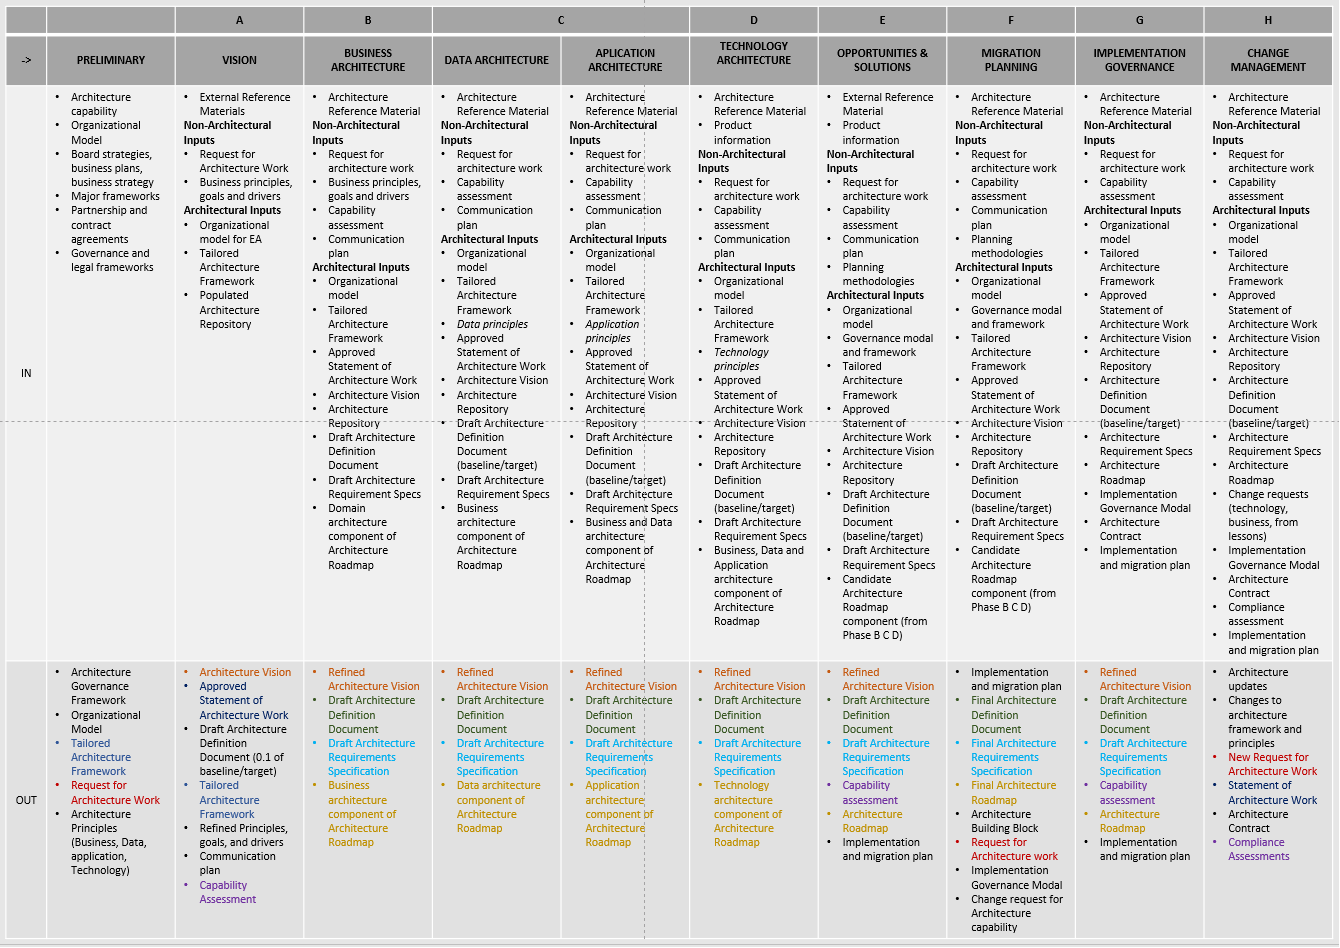 A
B
C
D
E
F
G
H
->
PRELIMINARY
VISION
BUSINESS
ARCHITECTURE
DATA ARCHITECTURE
APLICATION
ARCHITECTURE
TECHNOLOGY
ARCHITECTURE
OPPORTUNITIES &
SOLUTIONS
MIGRATION
PLANNING
IMPLEMENTATION
GOVERNANCE
CHANGE
MANAGEMENT
IN
• Architecture
capability
• Organizational
Model
• Board strategies,
business plans,
business strategy
• Major frameworks
• Partnership and
contract
agreements
• Governance and
legal frameworks
• External Reference
Materials
Non-Architectural
Inputs
• Request for
Architecture Work
• Business principles,
goals and drivers
Architectural Inputs
• Organizational
model for EA
• Tailored
Architecture
Framework
• Populated
Architecture
Repository
• Architecture
Reference Material
Non-Architectural
Inputs
• Request for
architecture work
• Business principles,
goals and drivers
• Capability
assessment
• Communication
plan
Architectural Inputs
• Organizational
model
• Tailored
Architecture
Framework
• Approved
Statement of
Architecture Work
• Architecture Vision
• Architecture
Repository
• Draft Architecture
Definition
Document
• Draft Architecture
Requirement Specs
• Domain
architecture
component of
Architecture
Roadmap
• Architecture
Reference Material
Non-Architectural
Inputs
• Request for
architecture work
• Capability
assessment
• Communication
plan
Architectural Inputs
• Organizational
model
• Tailored
Architecture
Framework
• Data principles
• Approved
Statement of
Architecture Work
• Architecture Vision
• Architecture
Repository
• Draft Architecture
Definition
Document
(baseline/target)
• Draft Architecture
Requirement Specs
• Business
architecture
component of
Architecture
Roadmap
• Architecture
Reference Material
Non-Architectural
Inputs
• Request for
architecture work
• Capability
assessment
• Communication
plan
Architectural Inputs
• Organizational
model
• Tailored
Architecture
Framework
• Application
principles
• Approved
Statement of
Architecture Work
• Architecture Vision
• Architecture
Repository
• Draft Architecture
Definition
Document
(baseline/target)
• Draft Architecture
Requirement Specs
• Business and Data
architecture
component of
Architecture
Roadmap
• Architecture
Reference Material
• Product
information
Non-Architectural
Inputs
• Request for
architecture work
• Capability
assessment
• Communication
plan
Architectural Inputs
• Organizational
model
• Tailored
Architecture
Framework
• Technology
principles
• Approved
Statement of
Architecture Work
• Architecture Vision
• Architecture
Repository
• Draft Architecture
Definition
Document
(baseline/target)
• Draft Architecture
Requirement Specs
• Business, Data and
Application
architecture
component of
Architecture
Roadmap
• External Reference
Material
• Product
information
Non-Architectural
Inputs
• Request for
architecture work
• Capability
assessment
• Communication
plan
• Planning
methodologies
Architectural Inputs
• Organizational
model
• Governance modal
and framework
• Tailored
Architecture
Framework
• Approved
Statement of
Architecture Work
• Architecture Vision
• Architecture
Repository
• Draft Architecture
Definition
Document
(baseline/target)
• Draft Architecture
Requirement Specs
• Candidate
Architecture
Roadmap
component (from
Phase B C D)
• Architecture
Reference Material
Non-Architectural
Inputs
• Request for
architecture work
• Capability
assessment
• Communication
plan
• Planning
methodologies
Architectural Inputs
• Organizational
model
• Governance modal
and framework
• Tailored
Architecture
Framework
• Approved
Statement of
Architecture Work
• Architecture Vision
• Architecture
Repository
• Draft Architecture
Definition
Document
(baseline/target)
• Draft Architecture
Requirement Specs
• Candidate
Architecture
Roadmap
component (from
Phase B C D)
• Architecture
Reference Material
Non-Architectural
Inputs
• Request for
architecture work
• Capability
assessment
Architectural Inputs
• Organizational
model
• Tailored
Architecture
Framework
• Approved
Statement of
Architecture Work
• Architecture Vision
• Architecture
Repository
• Architecture
Definition
Document
(baseline/target)
• Architecture
Requirement Specs
• Architecture
Roadmap
• Implementation
Governance Modal
• Architecture
Contract
• Implementation
and migration plan
• Architecture
Reference Material
Non-Architectural
Inputs
• Request for
architecture work
• Capability
assessment
Architectural Inputs
• Organizational
model
• Tailored
Architecture
Framework
• Approved
Statement of
Architecture Work
• Architecture Vision
• Architecture
Repository
• Architecture
Definition
Document
(baseline/target)
• Architecture
Requirement Specs
• Architecture
Roadmap
• Change requests
(technology,
business, from
lessons)
• Implementation
Governance Modal
• Architecture
Contract
• Compliance
assessment
• Implementation
and migration plan
OUT
• Architecture
Governance
Framework
• Organizational
Model
• Tailored
Architecture
Framework
• Request for
Architecture Work
• Architecture
Principles
(Business, Data,
application,
Technology)
• Architecture Vision
• Approved
Statement of
Architecture Work
• Draft Architecture
Definition
Document (0.1 of
baseline/target)
• Tailored
Architecture
Framework
• Refined Principles,
goals, and drivers
• Communication
plan
• Capability
Assessment
• Refined
Architecture Vision
• Draft Architecture
Definition
Document
• Draft Architecture
Requirements
Specification
• Business
architecture
component of
Architecture
Roadmap
• Refined
Architecture Vision
• Draft Architecture
Definition
Document
• Draft Architecture
Requirements
Specification
• Data architecture
component of
Architecture
Roadmap
• Refined
Architecture Vision
• Draft Architecture
Definition
Document
• Draft Architecture
Requirements
Specification
• Application
architecture
component of
Architecture
Roadmap
• Refined
Architecture Vision
• Draft Architecture
Definition
Document
• Draft Architecture
Requirements
Specification
• Technology
architecture
component of
Architecture
Roadmap
• Refined
Architecture Vision
• Draft Architecture
Definition
Document
• Draft Architecture
Requirements
Specification
• Capability
assessment
• Architecture
Roadmap
• Implementation
and migration plan
• Implementation
and migration plan
• Final Architecture
Definition
Document
• Final Architecture
Requirements
Specification
• Final Architecture
Roadmap
• Architecture
Building Block
• Request for
Architecture work
• Implementation
Governance Modal
• Change request for
Architecture
capability
• Refined
Architecture Vision
• Draft Architecture
Definition
Document
• Draft Architecture
Requirements
Specification
• Capability
assessment
• Architecture
Roadmap
• Implementation
and migration plan
• Architecture
updates
• Changes to
architecture
framework and
principles
• New Request for
Architecture Work
• Statement of
Architecture Work
• Architecture
Contract
• Compliance
Assessments